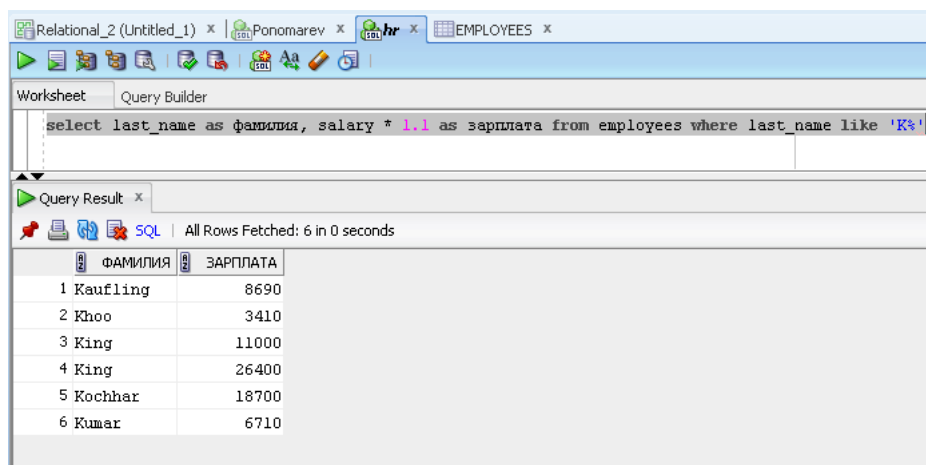 Relational_2 (Untitled_1) x Ponomarev x hr x EMPLOYEES x
Worksheet Query Builder
select last_name as фамилия, salary * 1.1 as зарплата from employees where last_name like 'K%'
Query Result x
SQL | All Rows Fetched: 6 in 0 seconds
ФАМИЛИЯ ЗАРПЛАТА
1 Kaufling 8690
2 Khoo 3410
3 King 11000
4 King 26400
5 Kochhar 18700
6 Kumar 6710